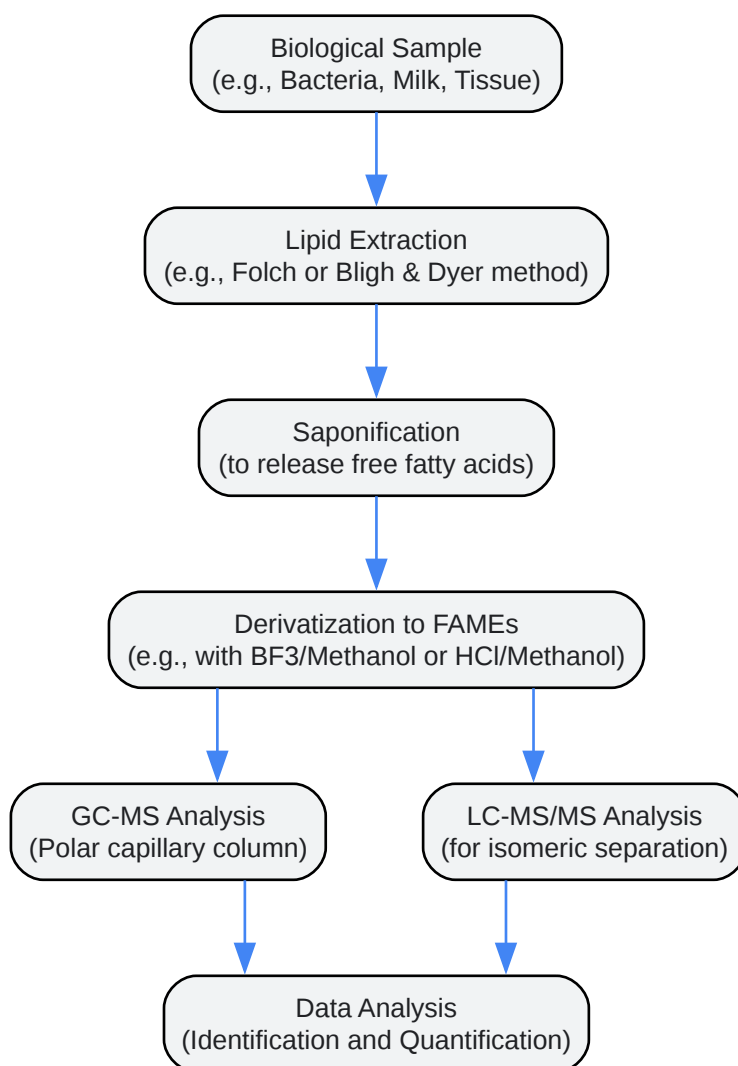 Biological Sample
(e.g., Bacteria, Milk, Tissue)
Lipid Extraction
(e.g., Folch or Bligh & Dyer method)
Saponification
(to release free fatty acids)
Derivatization to FAMEs
(e.g., with BF3/Methanol or HCl/Methanol)
GC-MS Analysis
(Polar capillary column)
LC-MS/MS Analysis
(for isomeric separation)
Data Analysis
(Identification and Quantification)